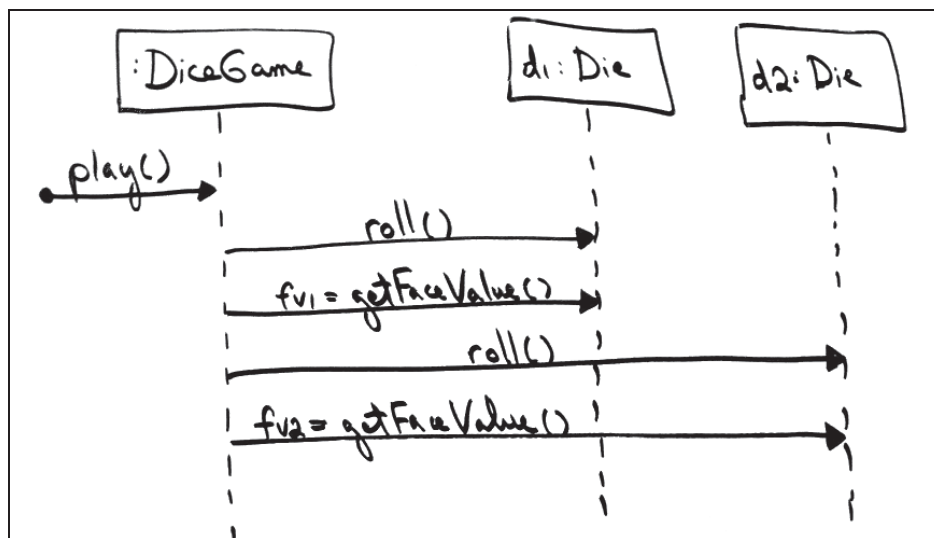 :DiceGame
d1:Die
d2:Die
play()
roll()
fv1 = getFaceValue()
roll()
fv2 = getFaceValue()